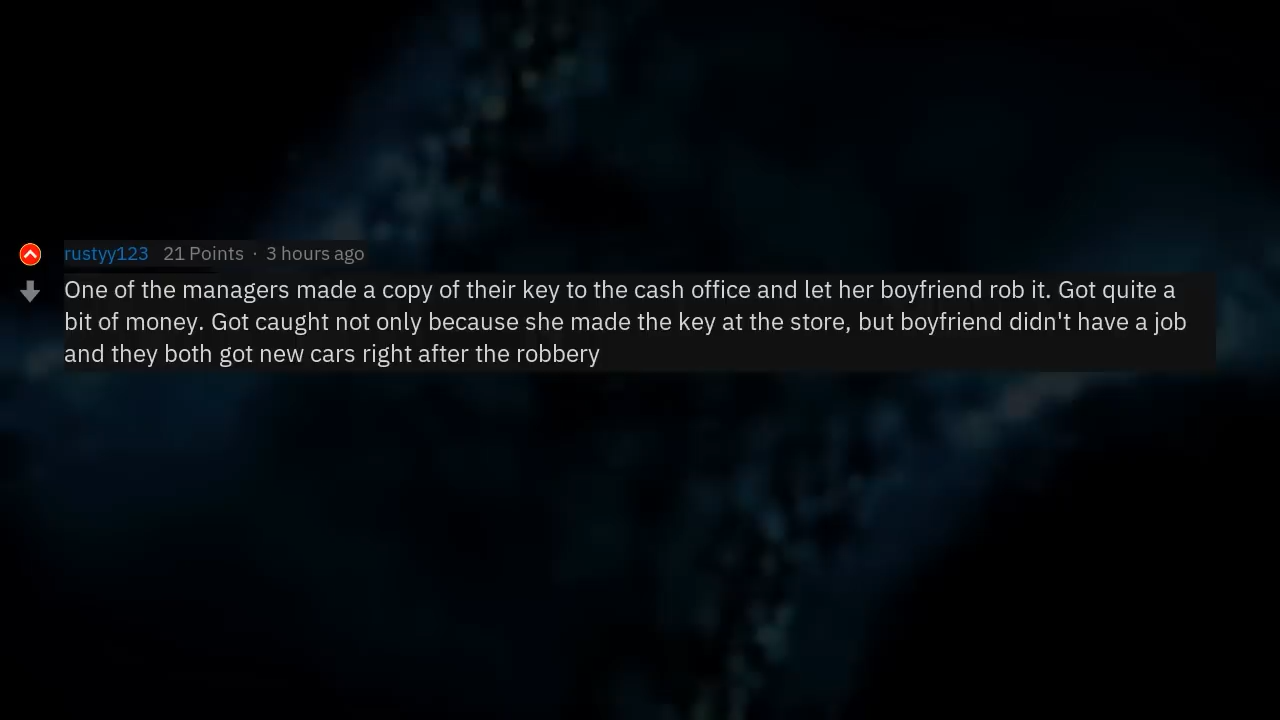 rustyy123 21 Points · 3 hours ago
One of the managers made a copy of their key to the cash office and let her boyfriend rob it. Got quite a
bit of money. Got caught not only because she made the key at the store, but boyfriend didn't have a job
and they both got new cars right after the robbery